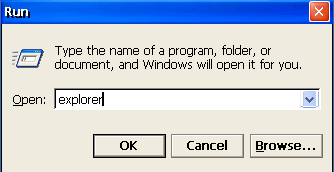 Run
Type the name of a program, folder, or
document, and Windows will open it for you.
Open: explorer
OK Cancel Browse...